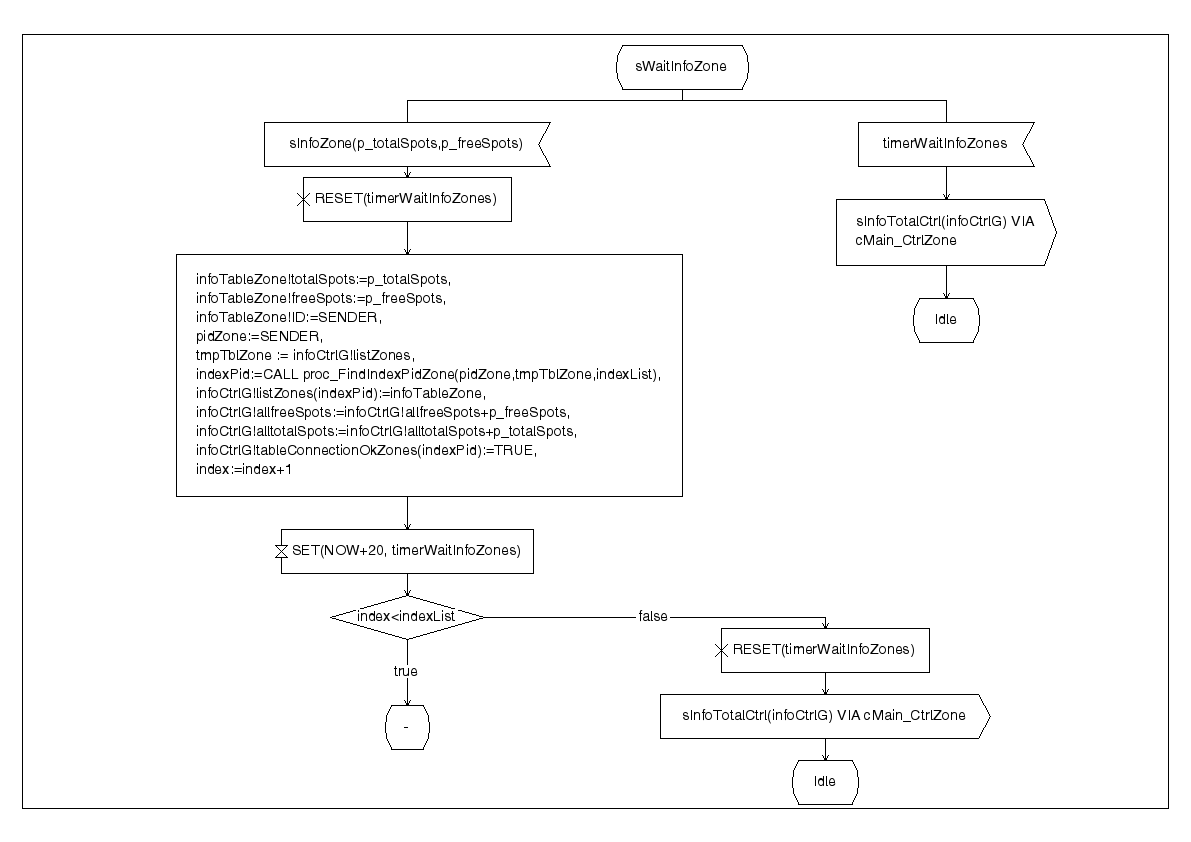 sWaitInfoZone
sInfoZone(p_totalSpots,p_freeSpots)
timerWaitInfoZones
RESET(timerWaitInfoZones)
sInfoTotalCtrl(infoCtrlG) VIA
cMain_CtrlZone
Idle
infoTableZone!totalSpots:=p_totalSpots,
infoTableZone!freeSpots:=p_freeSpots,
infoTableZone!ID:=SENDER,
pidZone:=SENDER,
tmpTblZone := infoCtrlG!listZones,
indexPid:=CALL proc_FindIndexPidZone(pidZone,tmpTblZone,indexList),
infoCtrlG!listZones(indexPid):=infoTableZone,
infoCtrlG!allfreeSpots:=infoCtrlG!allfreeSpots+p_freeSpots,
infoCtrlG!alltotalSpots:=infoCtrlG!alltotalSpots+p_totalSpots,
infoCtrlG!tableConnectionOkZones(indexPid):=TRUE,
index:=index+1
SET(NOW+20, timerWaitInfoZones)
index<indexList
false
true
RESET(timerWaitInfoZones)
sInfoTotalCtrl(infoCtrlG) VIA cMain_CtrlZone
-
Idle